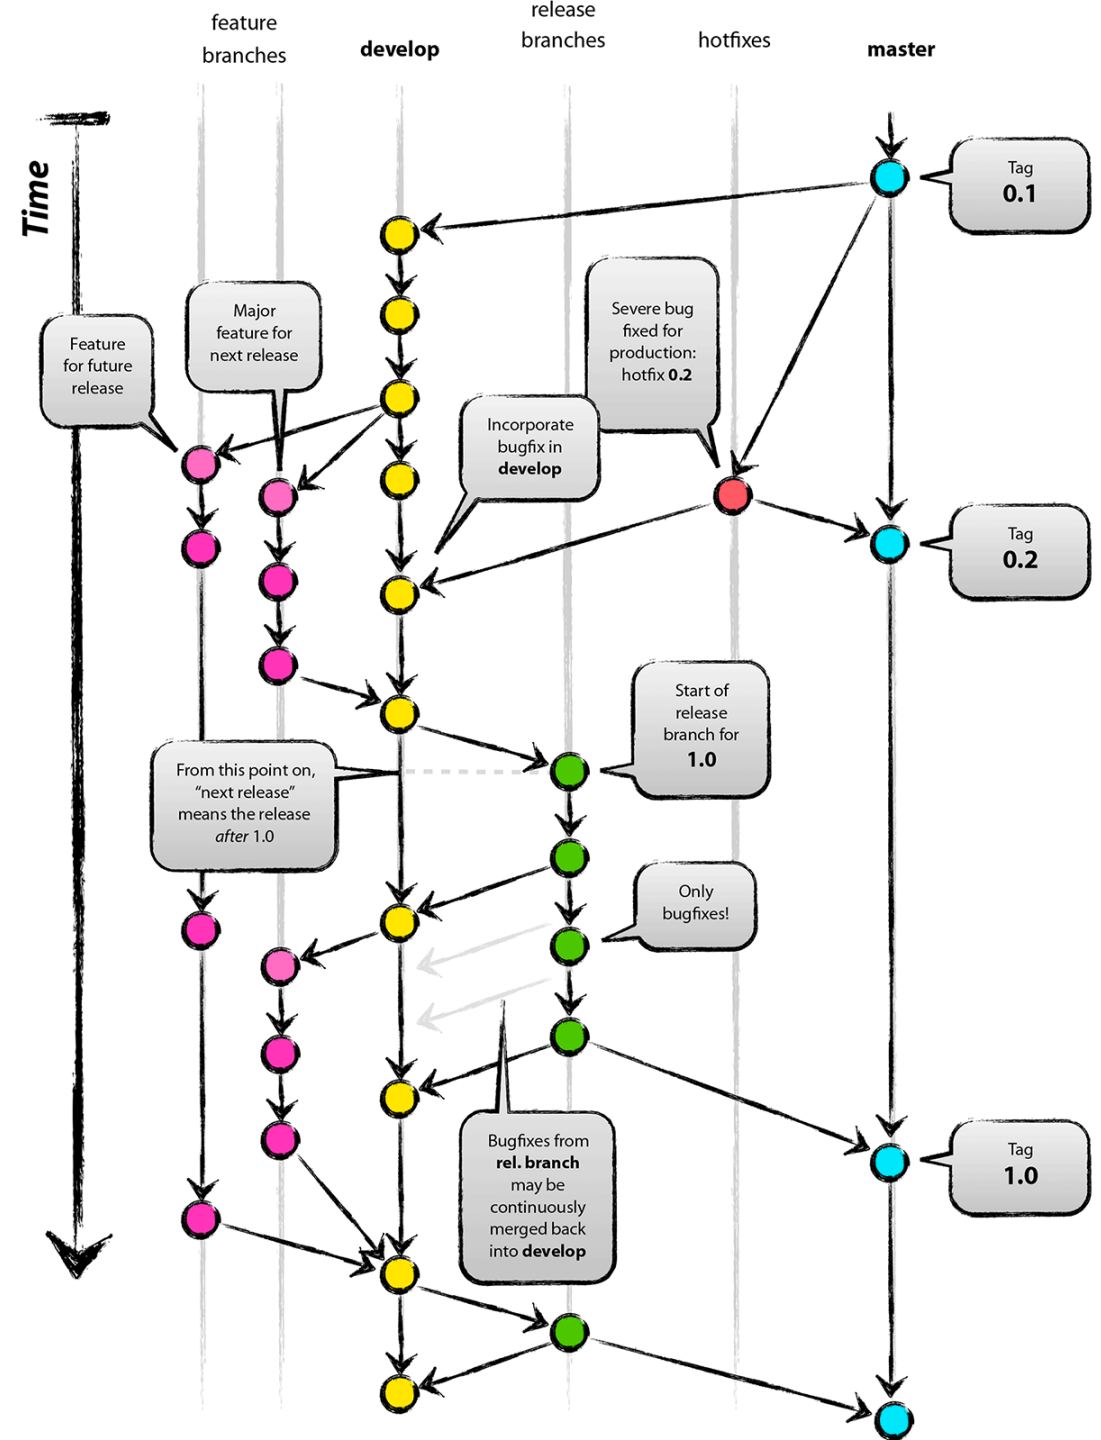 feature
branches
develop
release
branches
hotfixes
master
Time
Tag
0.1
Major
feature for
next release
Feature
for future
release
Severe bug
fixed for
production:
hotfix 0.2
Incorporate
bugfix in
develop
Tag
0.2
Start of
release
branch for
1.0
From this point on,
“next release”
means the release
after 1.0
Only
bugfixes!
Bugfixes from
rel. branch
may be
continuously
merged back
into develop
Tag
1.0